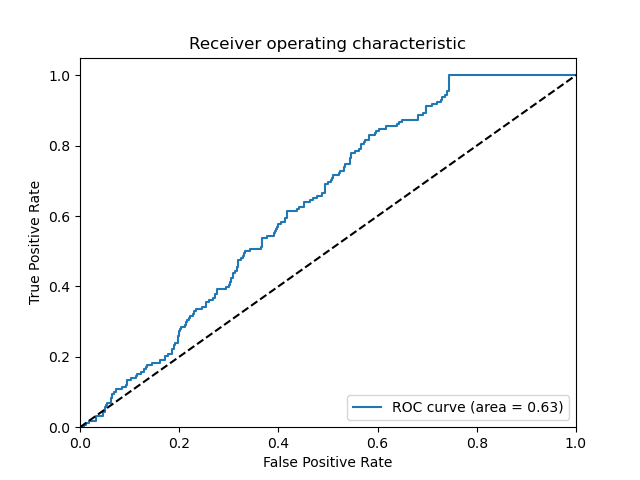 Receiver operating characteristic
True Positive Rate
1.0
0.8
0.6
0.4
0.2
0.0
ROC curve (area = 0.63)
0.0 0.2 0.4 0.6 0.8 1.0
False Positive Rate